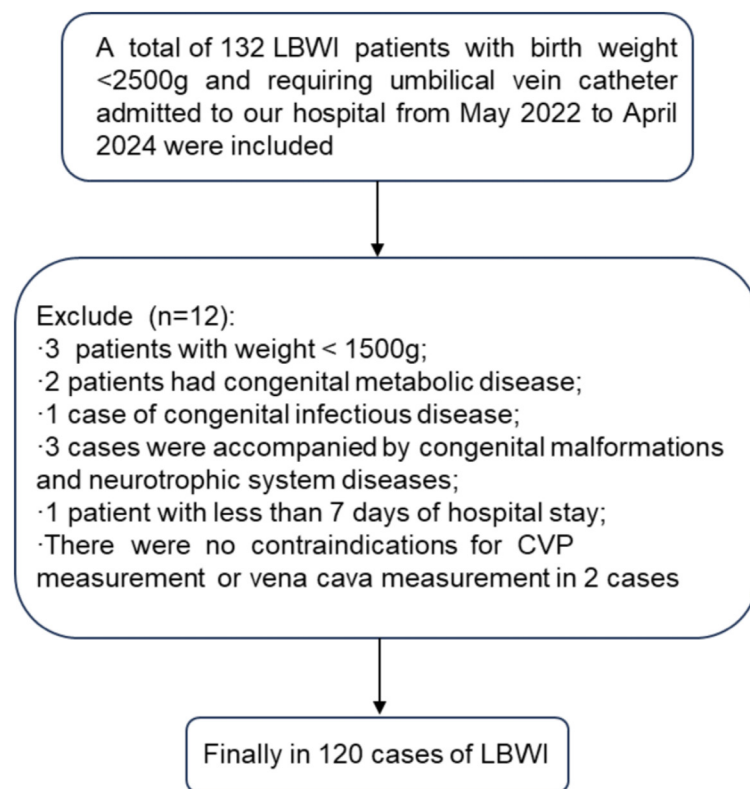 A total of 132 LBWI patients with birth weight
<2500g and requiring umbilical vein catheter
admitted to our hospital from May 2022 to April
2024 were included
Exclude (n=12):
·3 patients with weight < 1500g;
·2 patients had congenital metabolic disease;
·1 case of congenital infectious disease;
·3 cases were accompanied by congenital malformations
and neurotrophic system diseases;
·1 patient with less than 7 days of hospital stay;
·There were no contraindications for CVP
measurement or vena cava measurement in 2 cases
Finally in 120 cases of LBWI